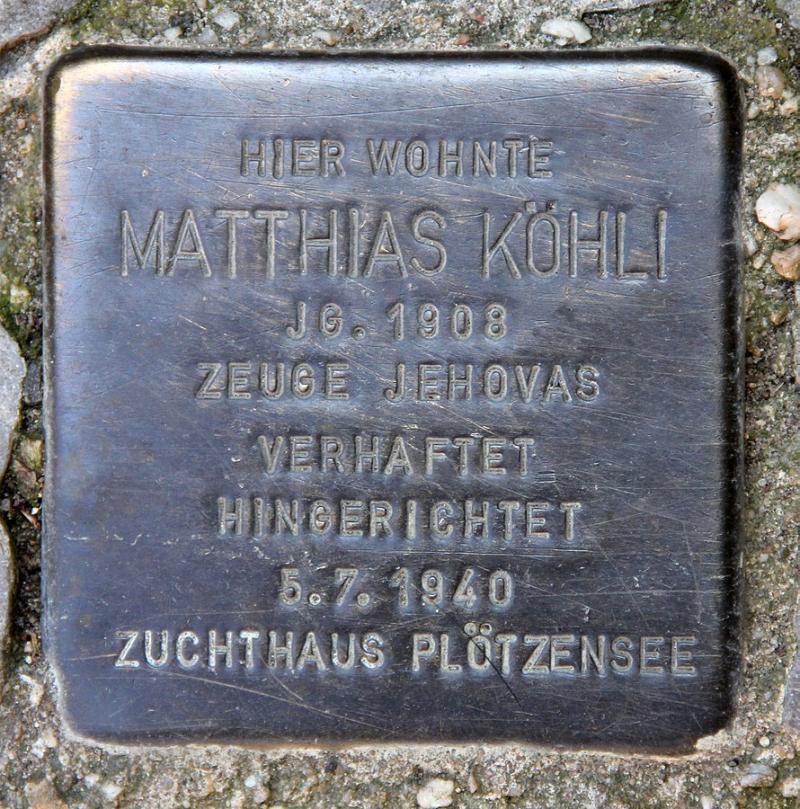 HIER WOHNTE
MATTHIAS KÖHLI
JG. 1908
ZEUGE JEHOVAS
VERHAFTET
HINGERICHTET
5.7. 1940
ZUCHTHAUS PLÖTZENSEE